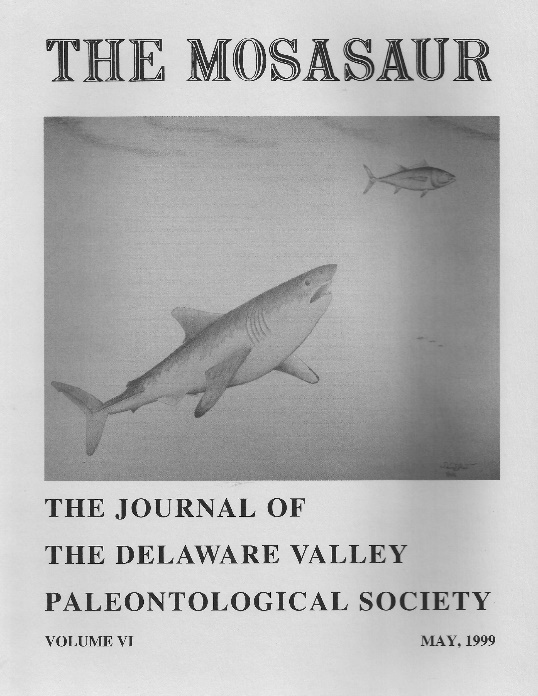 THE MOSASAUR
THE JOURNAL OF
THE DELAWARE VALLEY
PALEONTOLOGICAL SOCIETY
VOLUME VI
MAY, 1999